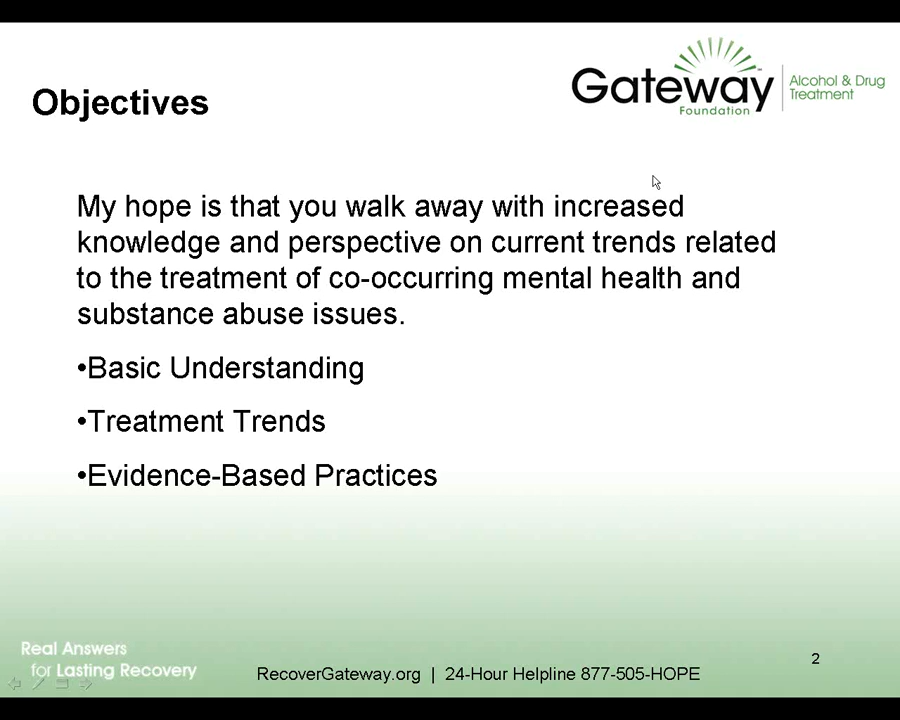 Objectives
Gateway
Foundation
Alcohol & Drug
Treatment
My hope is that you walk away with increased
knowledge and perspective on current trends related
to the treatment of co-occurring mental health and
substance abuse issues.
•Basic Understanding
•Treatment Trends
•Evidence-Based Practices
Real Answers
for Lasting Recovery
RecoverGateway.org | 24-Hour Helpline 877-505-HOPE
2